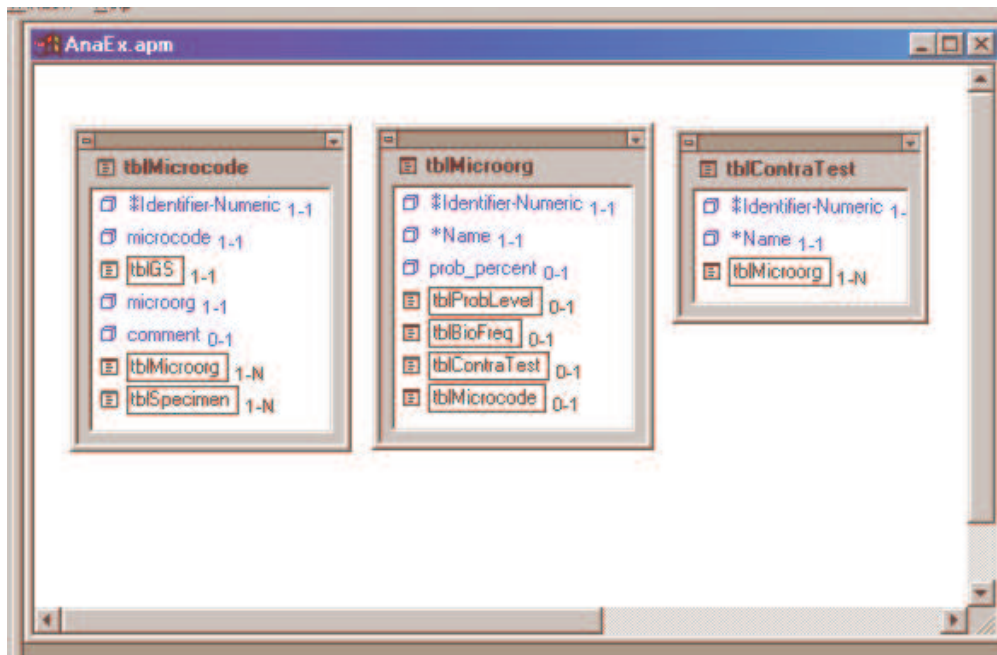 AnaEx.apm
tblMicrocode
‡Identifier-Numeric 1-1
microcode 1-1
tblGS 1-1
microorg 1-1
comment 0-1
tblMicroorg 1-N
tblSpecimen 1-N
tblMicroorg
‡Identifier-Numeric 1-1
*Name 1-1
prob_percent 0-1
tblProbLevel 0-1
tblBioFreq 0-1
tblContraTest 0-1
tblMicrocode 0-1
tblContraTest
‡Identifier-Numeric 1-
*Name 1-1
tblMicroorg 1-N